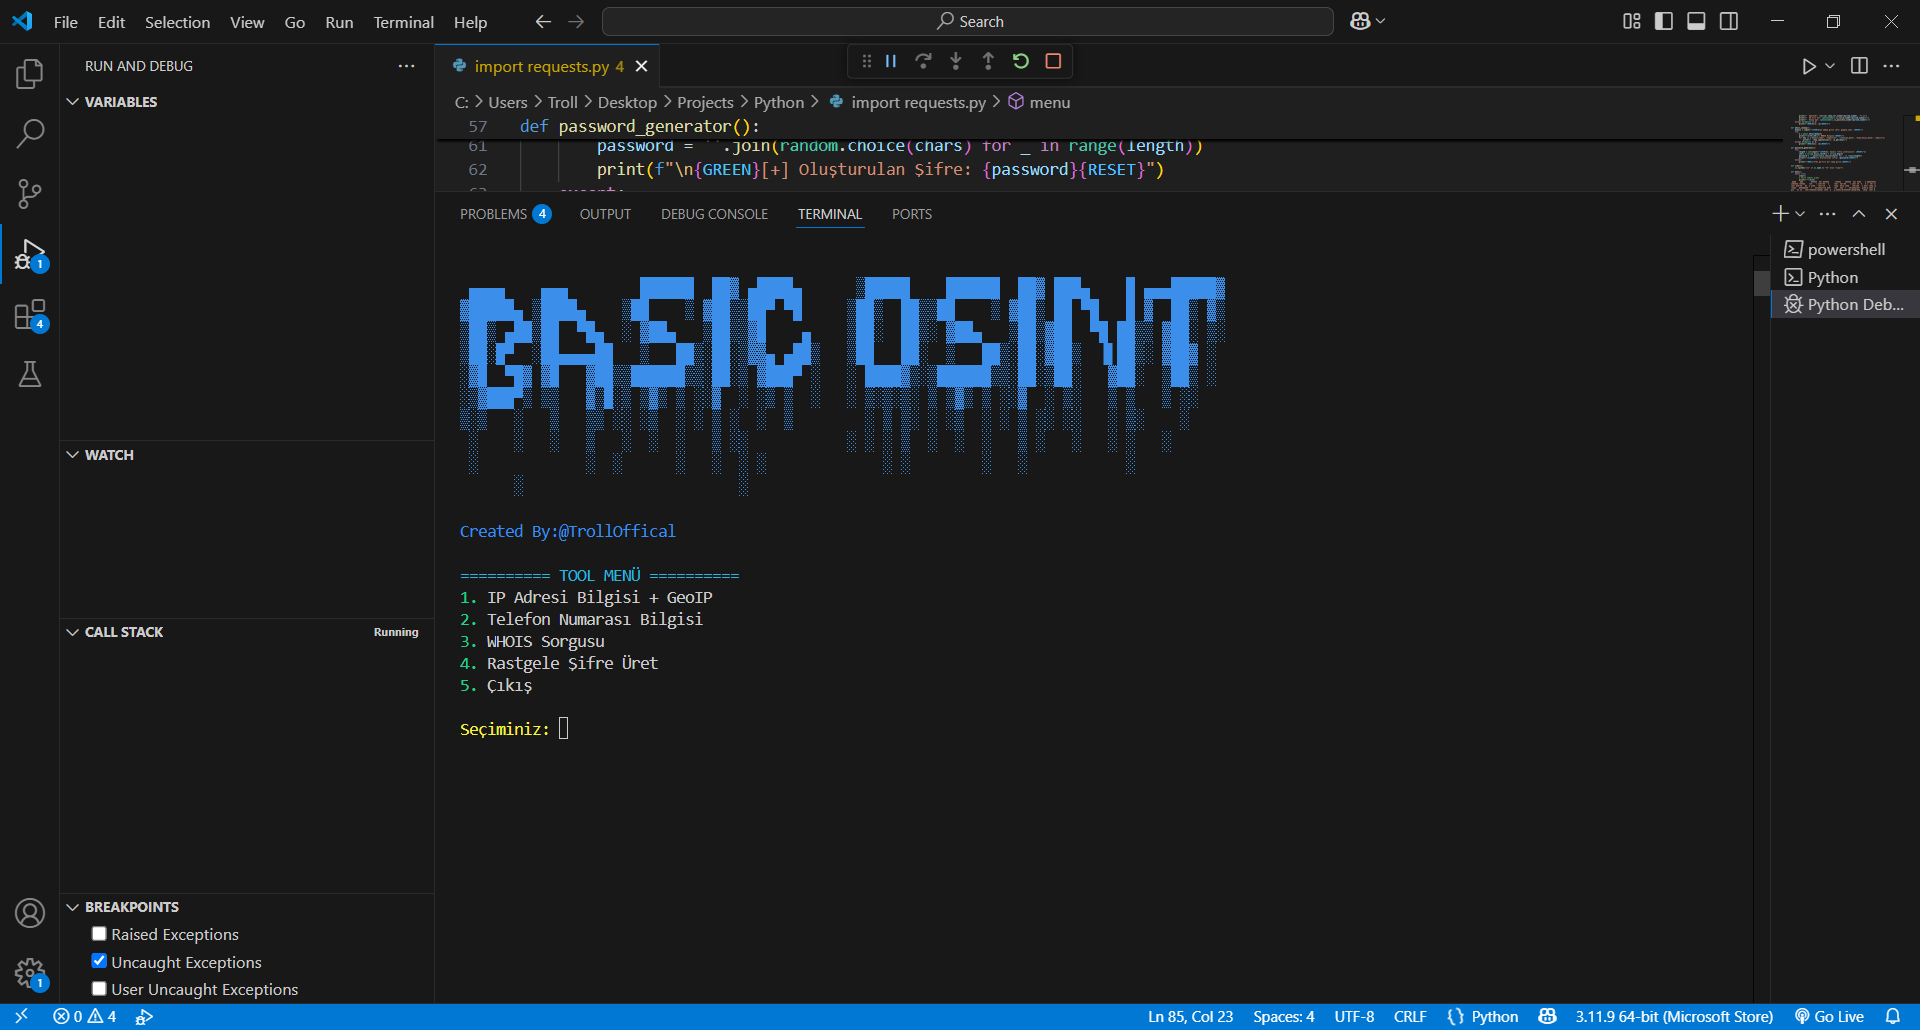 File Edit Selection View Go Run Terminal Help
Search
RUN AND DEBUG
import requests.py 4
VARIABLES
C: > Users > Troll > Desktop > Projects > Python > import requests.py > menu
57 def password_generator():
61 password = ''.join(random.choice(chars) for _ in range(length))
62 print(f"\n{GREEN}[+] Oluşturulan Şifre: {password}{RESET}")
PROBLEMS 4 OUTPUT DEBUG CONSOLE TERMINAL PORTS
powershell
Python
Python Deb...
BASIC OSINT
WATCH
Created By:@TrollOffical
========== TOOL MENÜ ==========
1. IP Adresi Bilgisi + GeoIP
2. Telefon Numarası Bilgisi
3. WHOIS Sorgusu
4. Rastgele Şifre Üret
5. Çıkış
Seçiminiz:
CALL STACK Running
BREAKPOINTS
Raised Exceptions
Uncaught Exceptions
User Uncaught Exceptions
1
4
1
0 4 Ln 85, Col 23 Spaces: 4 UTF-8 CRLF {} Python 3.11.9 64-bit (Microsoft Store) Go Live